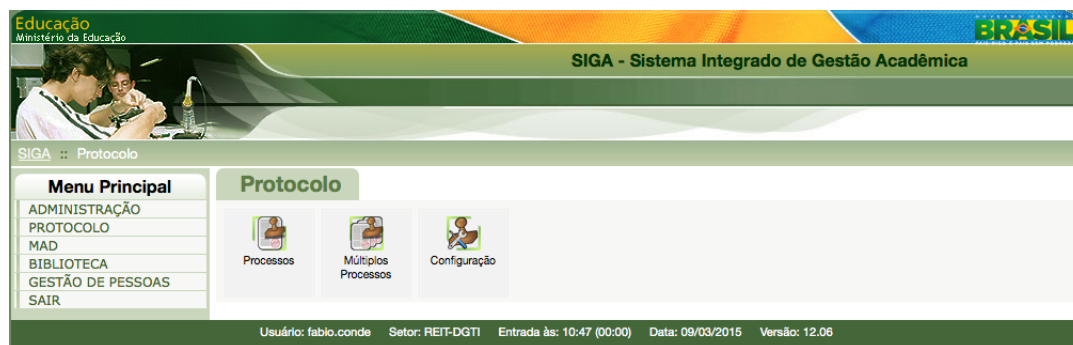 Educação
Ministério da Educação
BRASIL
SIGA - Sistema Integrado de Gestão Acadêmica
SIGA :: Protocolo
Menu Principal
ADMINISTRAÇÃO
PROTOCOLO
MAD
BIBLIOTECA
GESTÃO DE PESSOAS
SAIR
Protocolo
Processos
Múltiplos
Processos
Configuração
Usuário: fabio.conde Setor: REIT-DGTI Entrada às: 10:47 (00:00) Data: 09/03/2015 Versão: 12.06